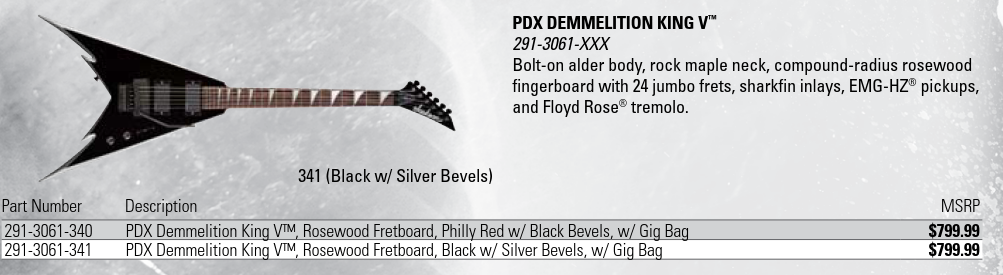 PDX DEMMELITION KING V™
291-3061-XXX
Bolt-on alder body, rock maple neck, compound-radius rosewood
fingerboard with 24 jumbo frets, sharkfin inlays, EMG-HZ® pickups,
and Floyd Rose® tremolo.
341 (Black w/ Silver Bevels)
Part Number Description MSRP
291-3061-340 PDX Demmelition King V™, Rosewood Fretboard, Philly Red w/ Black Bevels, w/ Gig Bag $799.99
291-3061-341 PDX Demmelition King V™, Rosewood Fretboard, Black w/ Silver Bevels, w/ Gig Bag $799.99